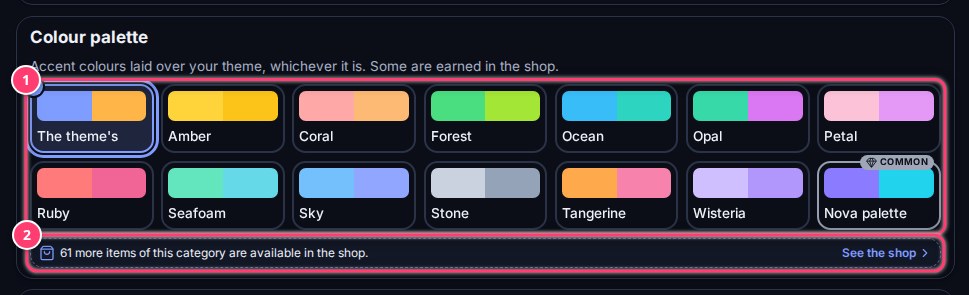 Colour palette
Accent colours laid over your theme, whichever it is. Some are earned in the shop.
1
The theme's
Amber
Coral
Forest
Ocean
Opal
Petal
COMMON
Ruby
Seafoam
Sky
Stone
Tangerine
Wisteria
Nova palette
2
61 more items of this category are available in the shop.
See the shop